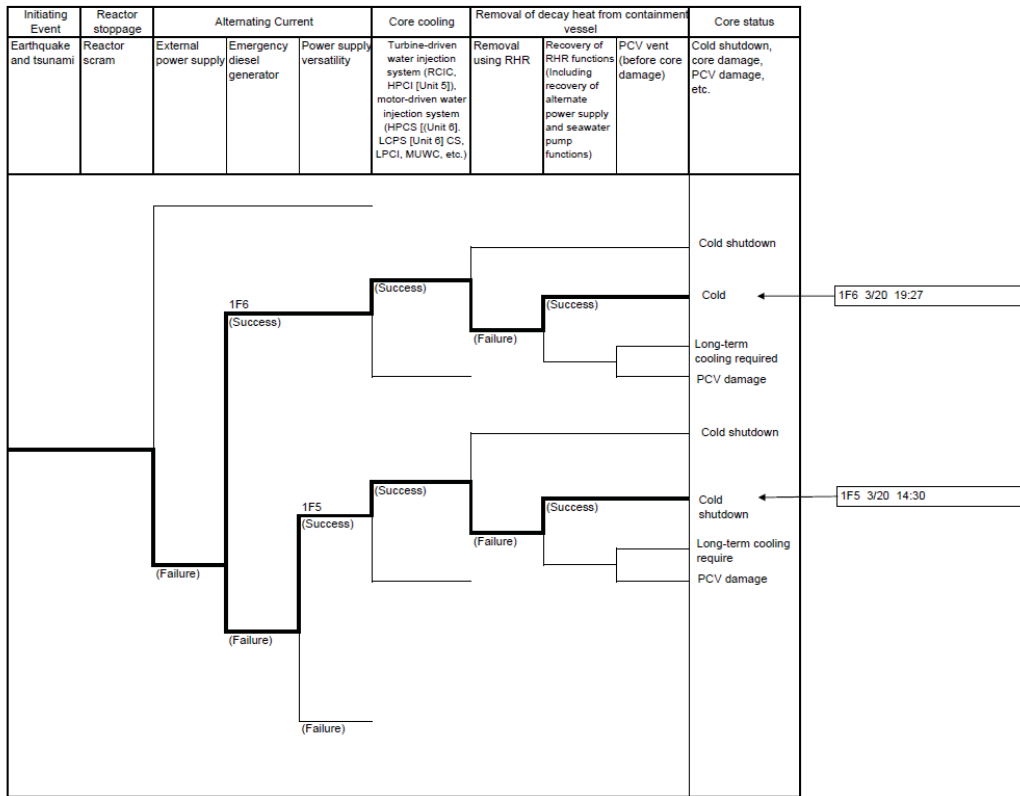 Initiating
Event
Reactor
stoppage
Alternating Current
Core cooling
Removal of decay heat from containment
vessel
Core status
Earthquake
and tsunami
Reactor
scram
External
power supply
Emergency
diesel
generator
Power supply
versatility
Turbine-driven
water injection
system (RCIC,
HPCI [Unit 5]),
motor-driven water
injection system
(HPCS [(Unit 6].
LCPS [Unit 6] CS,
LPCI, MUWC, etc.)
Removal
using RHR
Recovery of
RHR functions
(Including
recovery of
alternate
power supply
and seawater
pump
functions)
PCV vent
(before core
damage)
Cold shutdown,
core damage,
PCV damage,
etc.
Cold shutdown
(Success)
1F6
(Success)
(Success)
Cold
1F6 3/20 19:27
(Failure)
Long-term
cooling required
PCV damage
Cold shutdown
(Success)
1F5
(Success)
(Success)
Cold
shutdown
1F5 3/20 14:30
(Failure)
Long-term cooling
require
PCV damage
(Failure)
(Failure)
(Failure)